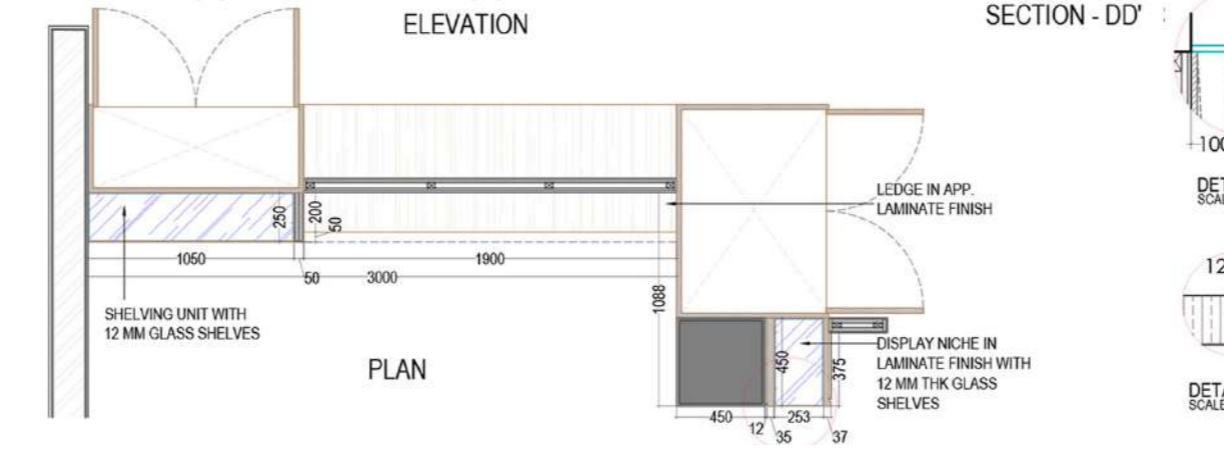 ELEVATION
SECTION - DD'
100
LEDGE IN APP.
LAMINATE FINISH
250
200
50
1050
50
3000
1900
1088
SHELVING UNIT WITH
12 MM GLASS SHELVES
PLAN
DISPLAY NICHE IN
LAMINATE FINISH WITH
12 MM THK GLASS
SHELVES
450
375
450
12
35
253
37